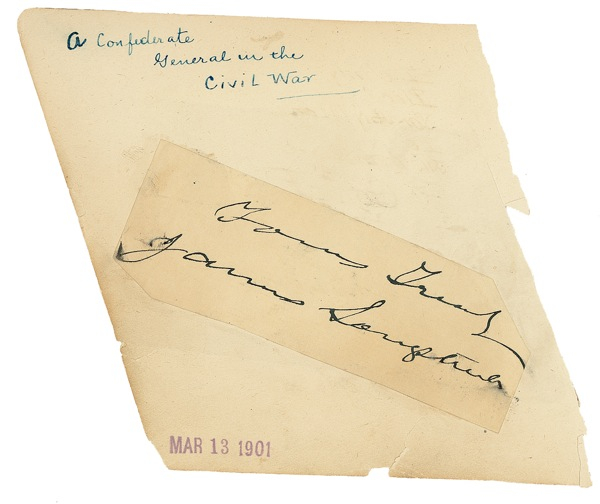 A Confederate
General in the
Civil War
Yours Truly
James Longstreet
MAR 13 1901